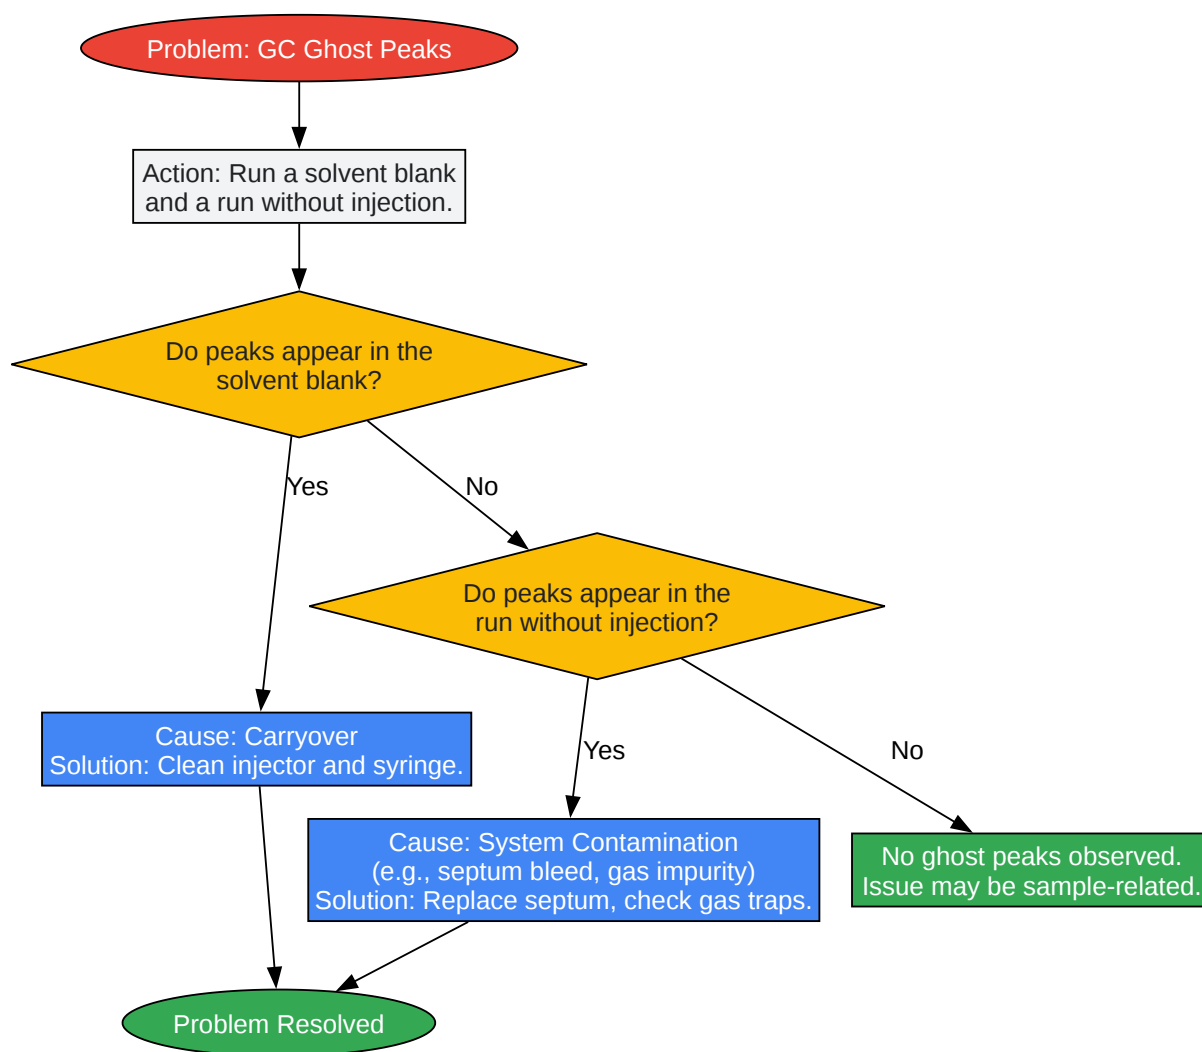 Problem: GC Ghost Peaks
Action: Run a solvent blank
and a run without injection.
Do peaks appear in the
solvent blank?
Yes
No
Do peaks appear in the
run without injection?
Cause: Carryover
Solution: Clean injector and syringe.
Yes
No
Cause: System Contamination
(e.g., septum bleed, gas impurity)
Solution: Replace septum, check gas traps.
No ghost peaks observed.
Issue may be sample-related.
Problem Resolved